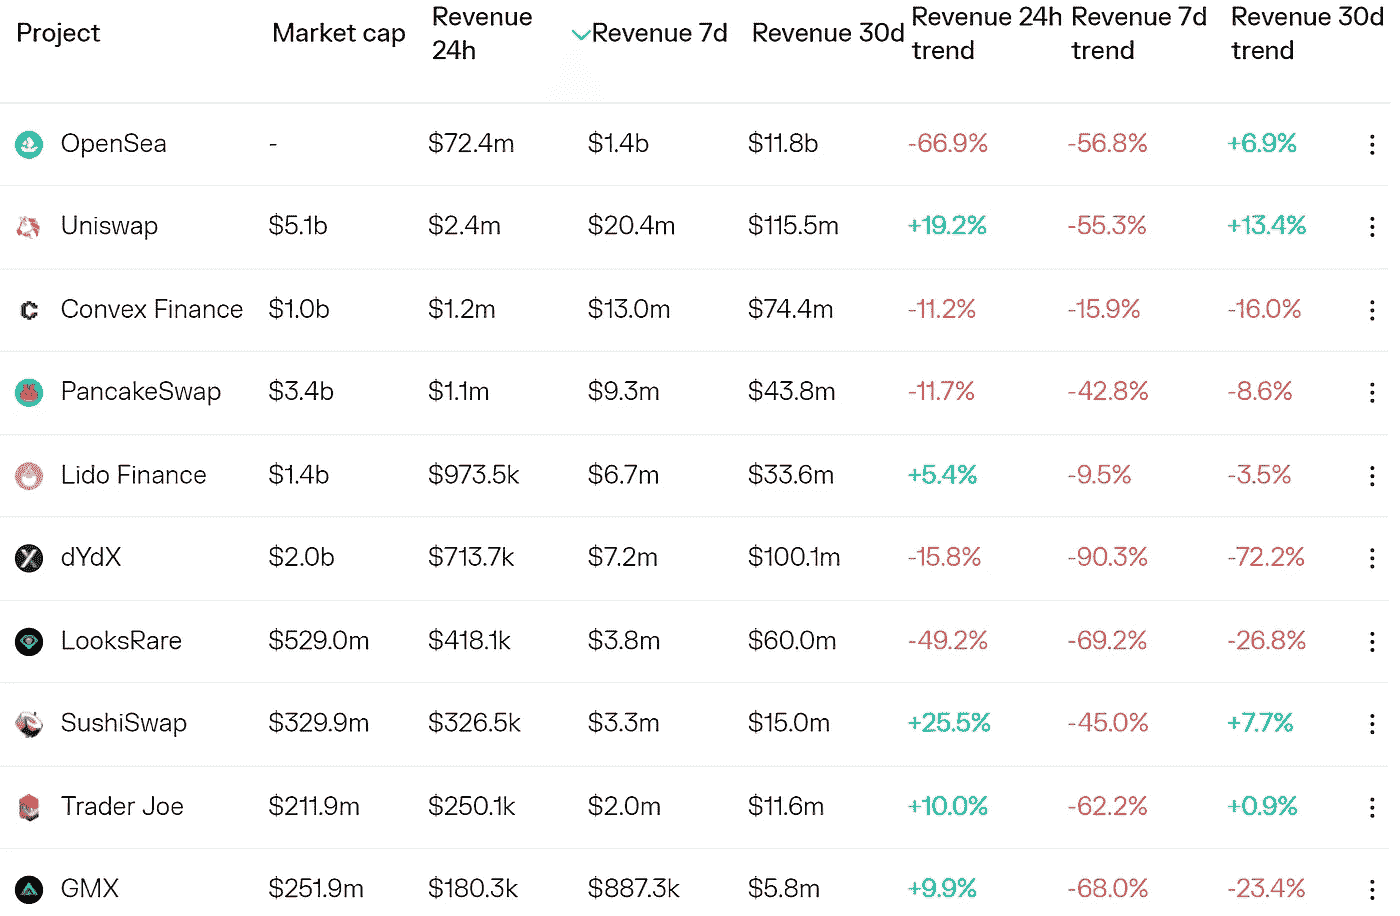 Project Market cap Revenue 24h Revenue 7d Revenue 30d Revenue 24h trend Revenue 7d trend Revenue 30d trend
OpenSea - $72.4m $1.4b $11.8b -66.9% -56.8% +6.9%
Uniswap $5.1b $2.4m $20.4m $115.5m +19.2% -55.3% +13.4%
Convex Finance $1.0b $1.2m $13.0m $74.4m -11.2% -15.9% -16.0%
PancakeSwap $3.4b $1.1m $9.3m $43.8m -11.7% -42.8% -8.6%
Lido Finance $1.4b $973.5k $6.7m $33.6m +5.4% -9.5% -3.5%
dYdX $2.0b $713.7k $7.2m $100.1m -15.8% -90.3% -72.2%
LooksRare $529.0m $418.1k $3.8m $60.0m -49.2% -69.2% -26.8%
SushiSwap $329.9m $326.5k $3.3m $15.0m +25.5% -45.0% +7.7%
Trader Joe $211.9m $250.1k $2.0m $11.6m +10.0% -62.2% +0.9%
GMX $251.9m $180.3k $887.3k $5.8m +9.9% -68.0% -23.4%